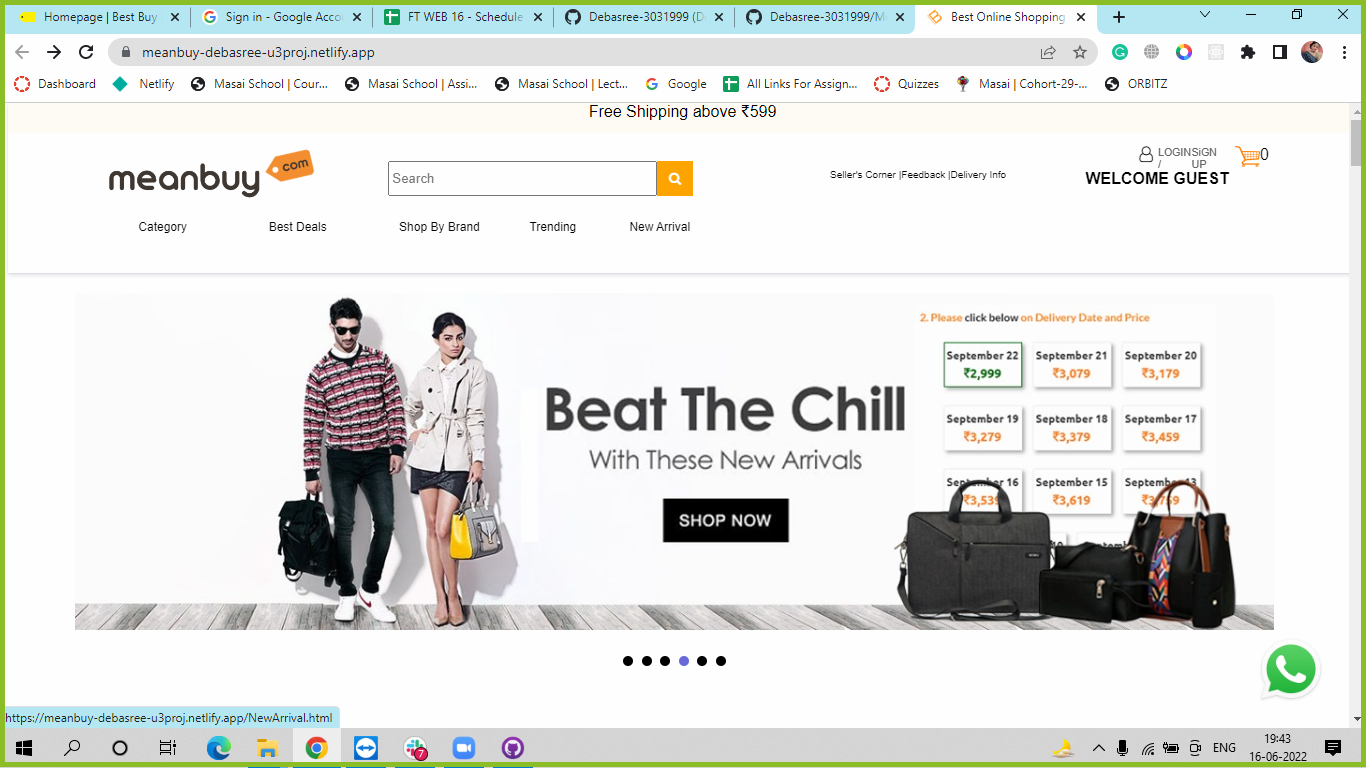 Homepage | Best Buy
Sign in - Google Accou
FT WEB 16 - Schedule
Debasree-3031999 (De
Debasree-3031999/M
Best Online Shopping
meanbuy-debasree-u3proj.netlify.app
Dashboard
Netlify
Masai School | Cour...
Masai School | Assi...
Masai School | Lect...
Google
All Links For Assign...
Quizzes
Masai | Cohort-29-...
ORBITZ
Free Shipping above ₹599
meanbuy
com
Search
Seller's Corner |Feedback |Delivery Info
LOGIN
/
SiGN
UP
0
WELCOME GUEST
Category
Best Deals
Shop By Brand
Trending
New Arrival
2. Please click below on Delivery Date and Price
September 22
₹2,999
September 21
₹3,079
September 20
₹3,179
Beat The Chill
With These New Arrivals
SHOP NOW
September 19
₹3,279
September 18
₹3,379
September 17
₹3,459
September 16
₹3,539
September 15
₹3,619
September 13
₹3,759
https://meanbuy-debasree-u3proj.netlify.app/NewArrival.html
7
ENG
19:43
16-06-2022